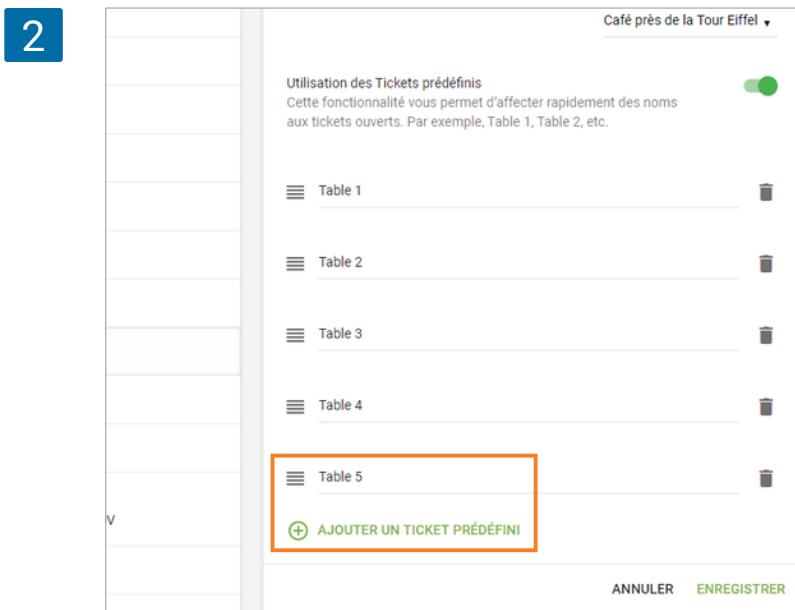 2
Café près de la Tour Eiffel
Utilisation des Tickets prédéfinis
Cette fonctionnalité vous permet d'affecter rapidement des noms
aux tickets ouverts. Par exemple, Table 1, Table 2, etc.
Table 1
Table 2
Table 3
Table 4
Table 5
v
AJOUTER UN TICKET PRÉDÉFINI
ANNULER ENREGISTRER